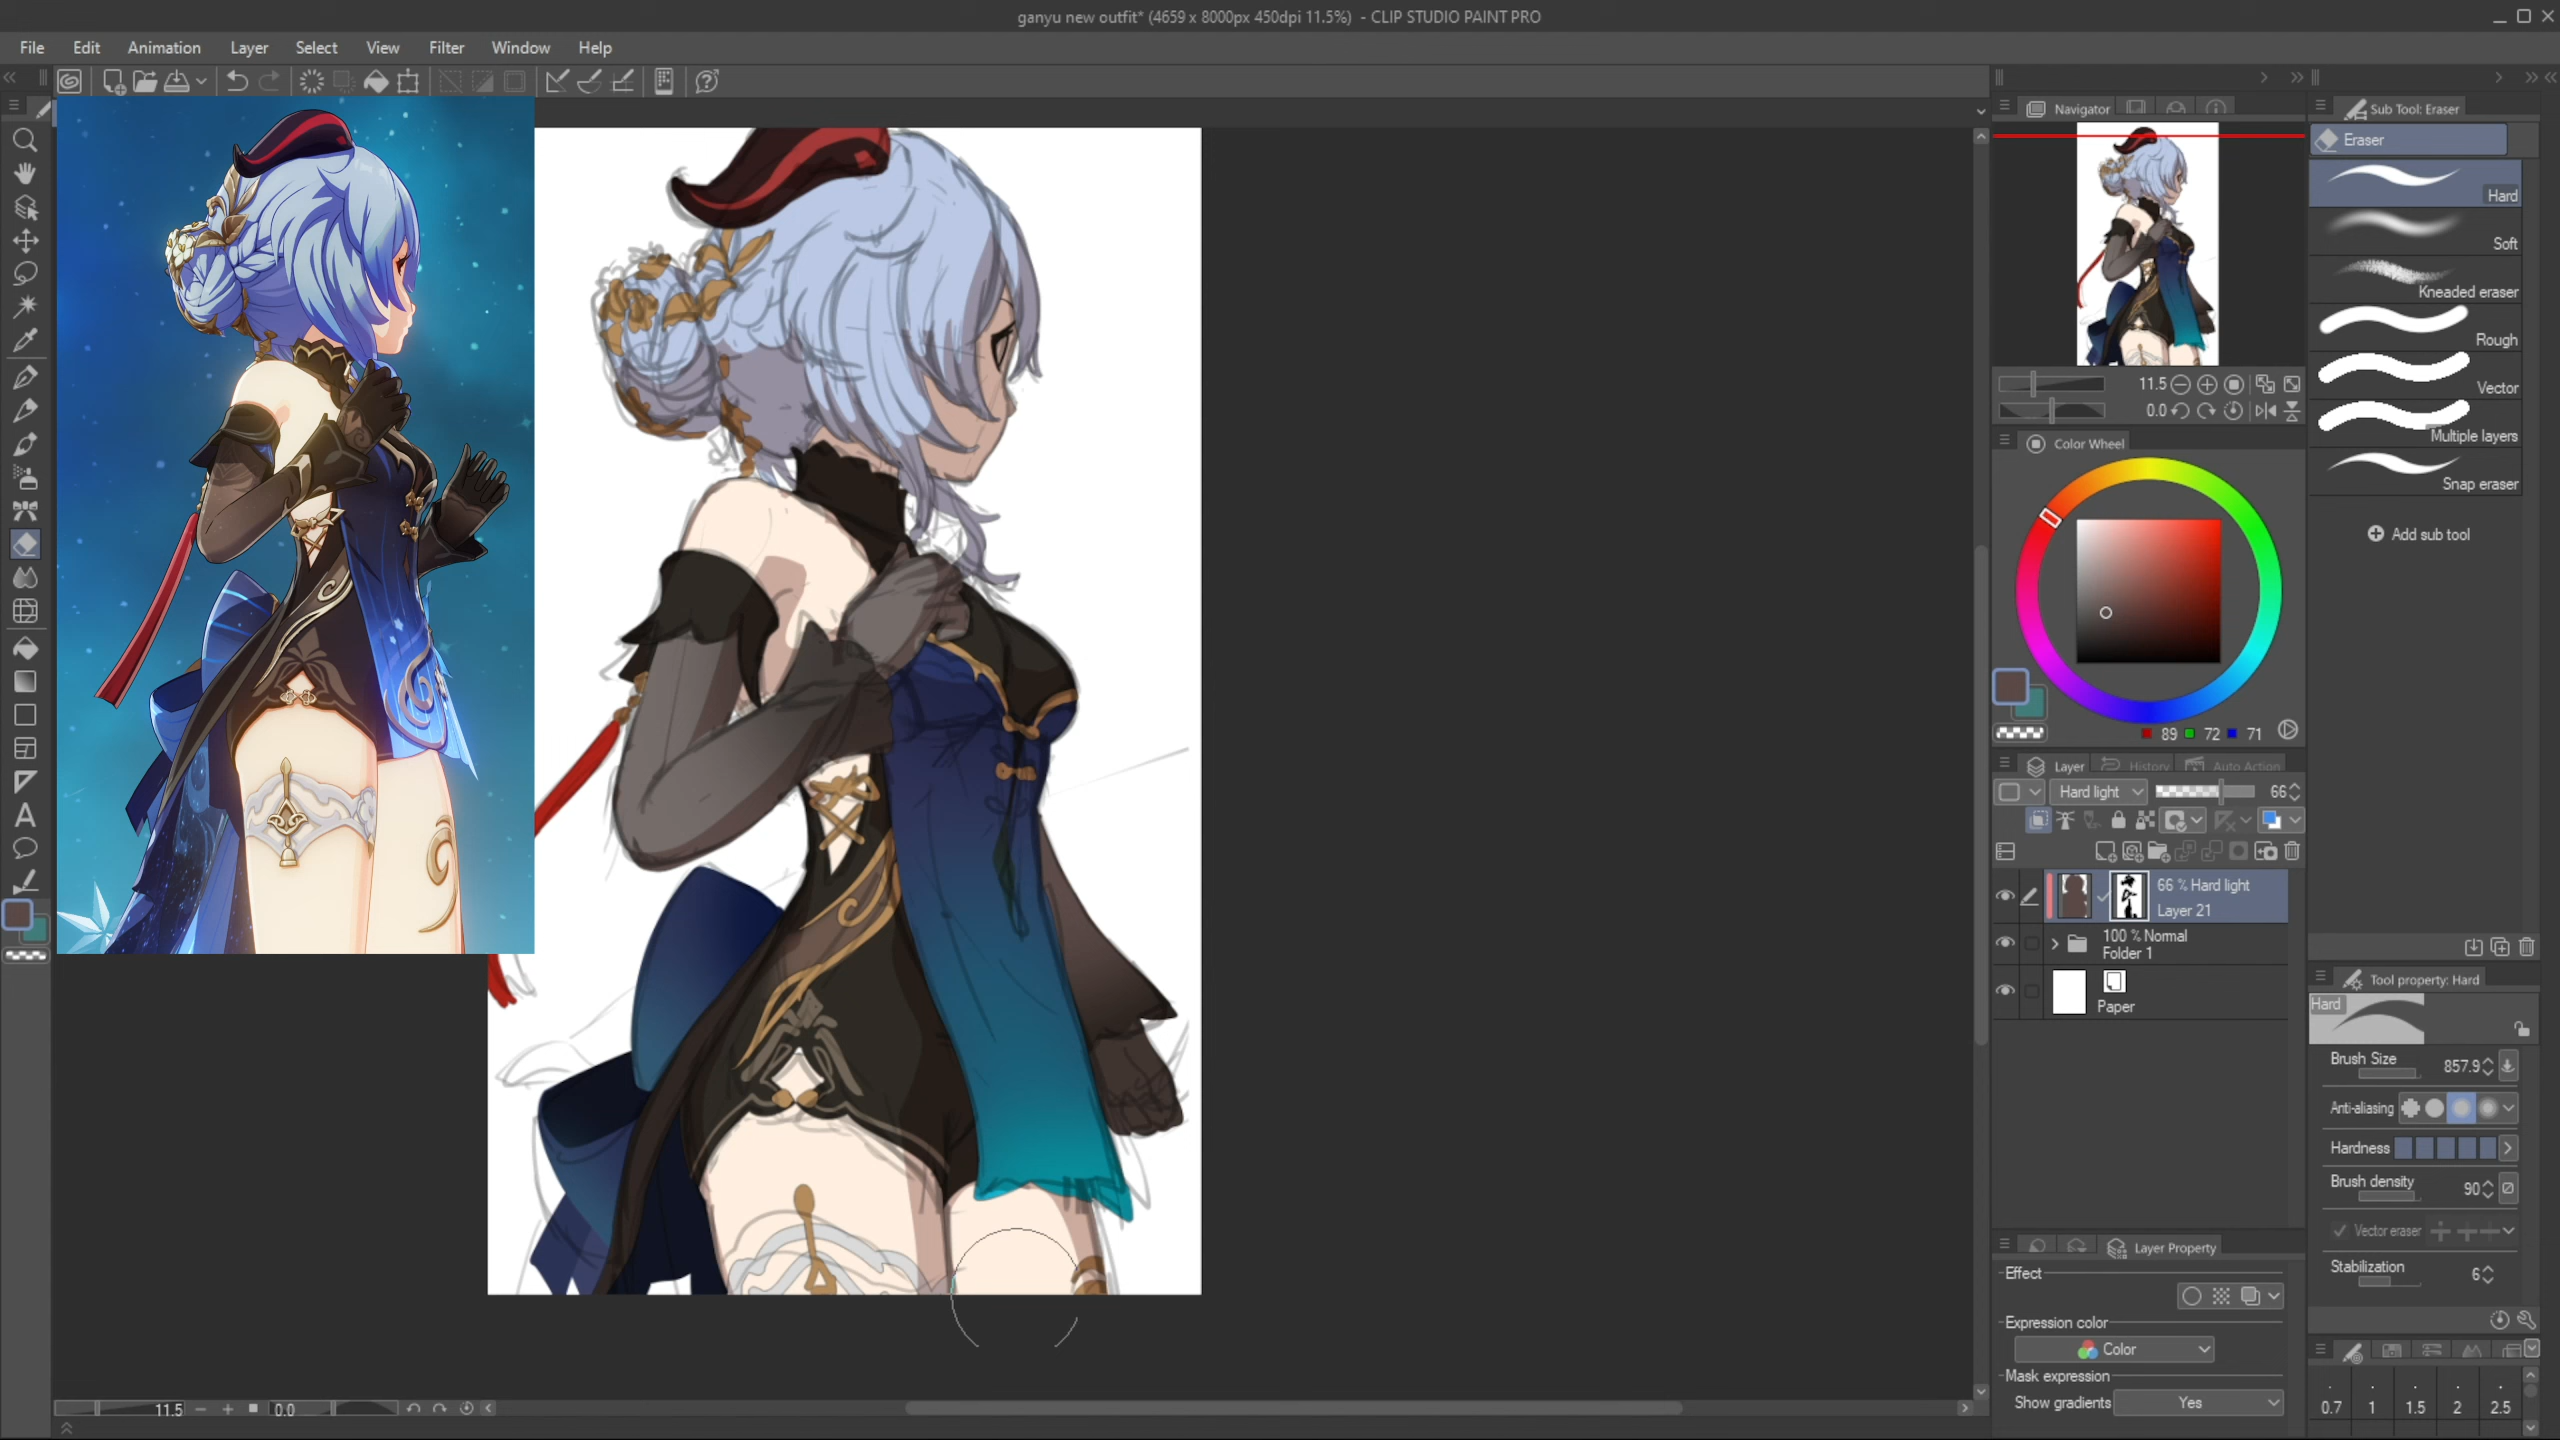 ganyu new outfit* (4659 x 8000px 450dpi 11.5%) - CLIP STUDIO PAINT PRO
File Edit Animation Layer Select View Filter Window Help
Navigator
Sub Tool: Eraser
Eraser
Hard
Soft
Kneaded eraser
Rough
Vector
Multiple layers
Snap eraser
Add sub tool
11.5
0.0
Color Wheel
89 72 71
Layer History Auto Action
Hard light 66
66 % Hard light
Layer 21
100 % Normal
Folder 1
Paper
Tool property: Hard
Hard
Brush Size 857.9
Anti-aliasing
Hardness
Brush density 90
Vector eraser
Stabilization 6
Layer Property
Effect
Expression color
Color
Mask expression
Show gradients Yes
0.7 1 1.5 2 2.5
11.5 0.0